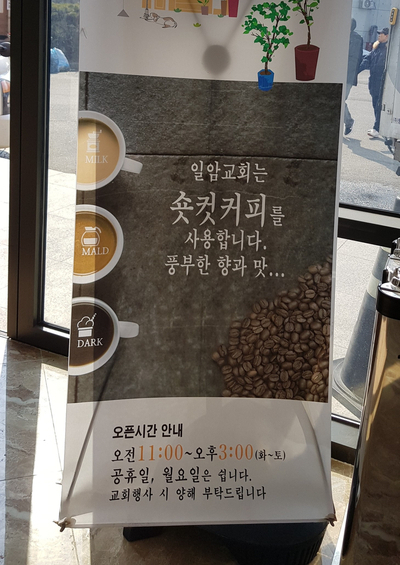 MILK
MALD
DARK
일암교회는
숏컷커피를
사용합니다.
풍부한 향과 맛...
오픈시간 안내
오전11:00~오후3:00(화~토)
공휴일, 월요일은 쉽니다.
교회행사 시 양해 부탁드립니다